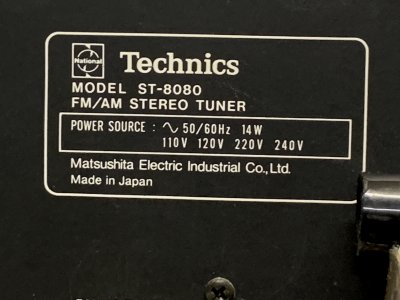 National
Technics
MODEL ST-8080
FM/AM STEREO TUNER
POWER SOURCE : ∿ 50/60Hz 14W
110V 120V 220V 240V
Matsushita Electric Industrial Co., Ltd.
Made in Japan